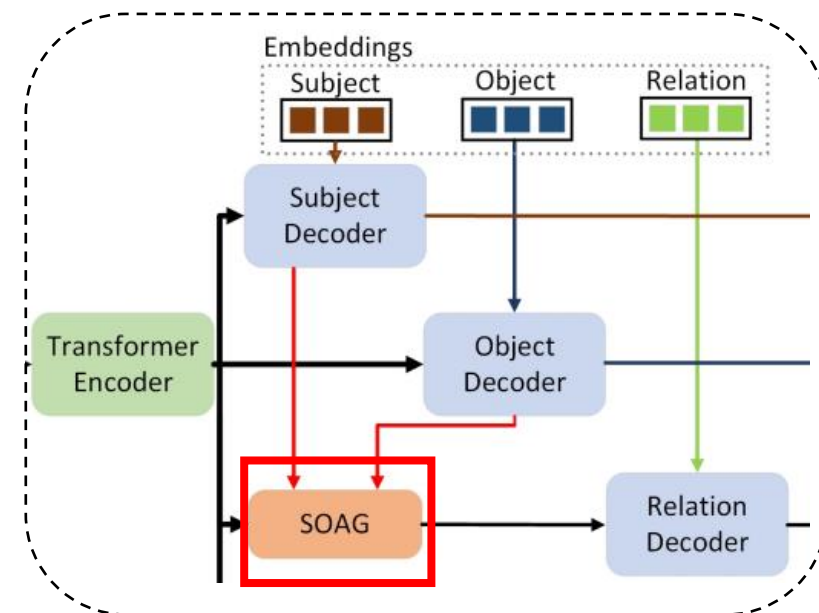 Embeddings
Subject
Object
Relation
Subject
Decoder
Transformer
Encoder
Object
Decoder
SOAG
Relation
Decoder